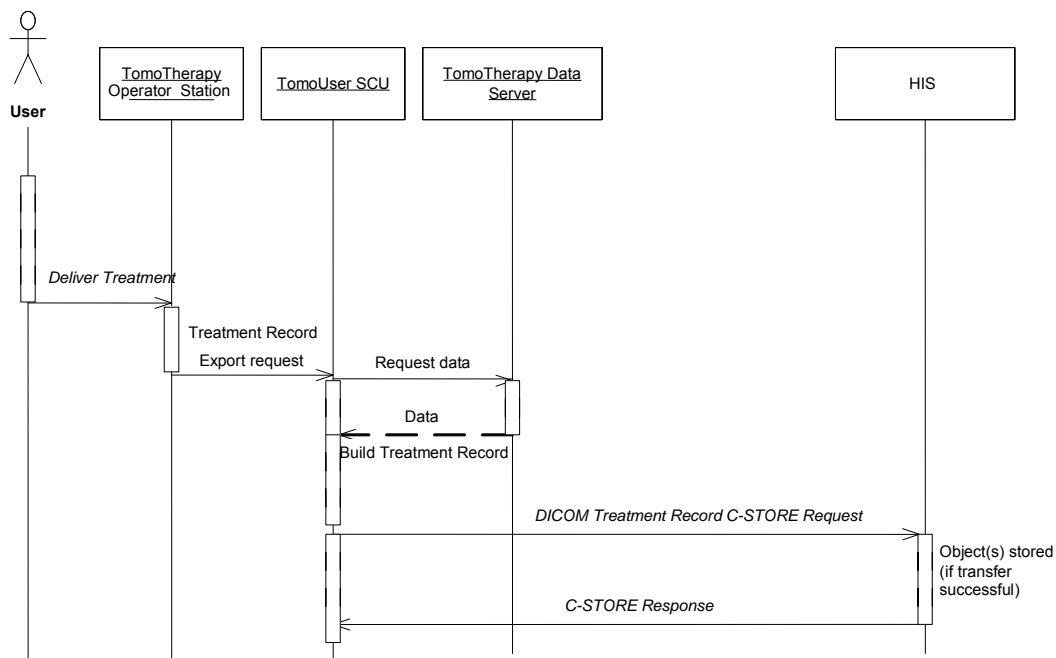 User
TomoTherapy
Operator Station
TomoUser SCU
TomoTherapy Data
Server
HIS
Deliver Treatment
Treatment Record
Export request
Request data
Data
Build Treatment Record
DICOM Treatment Record C-STORE Request
Object(s) stored
(if transfer
successful)
C-STORE Response